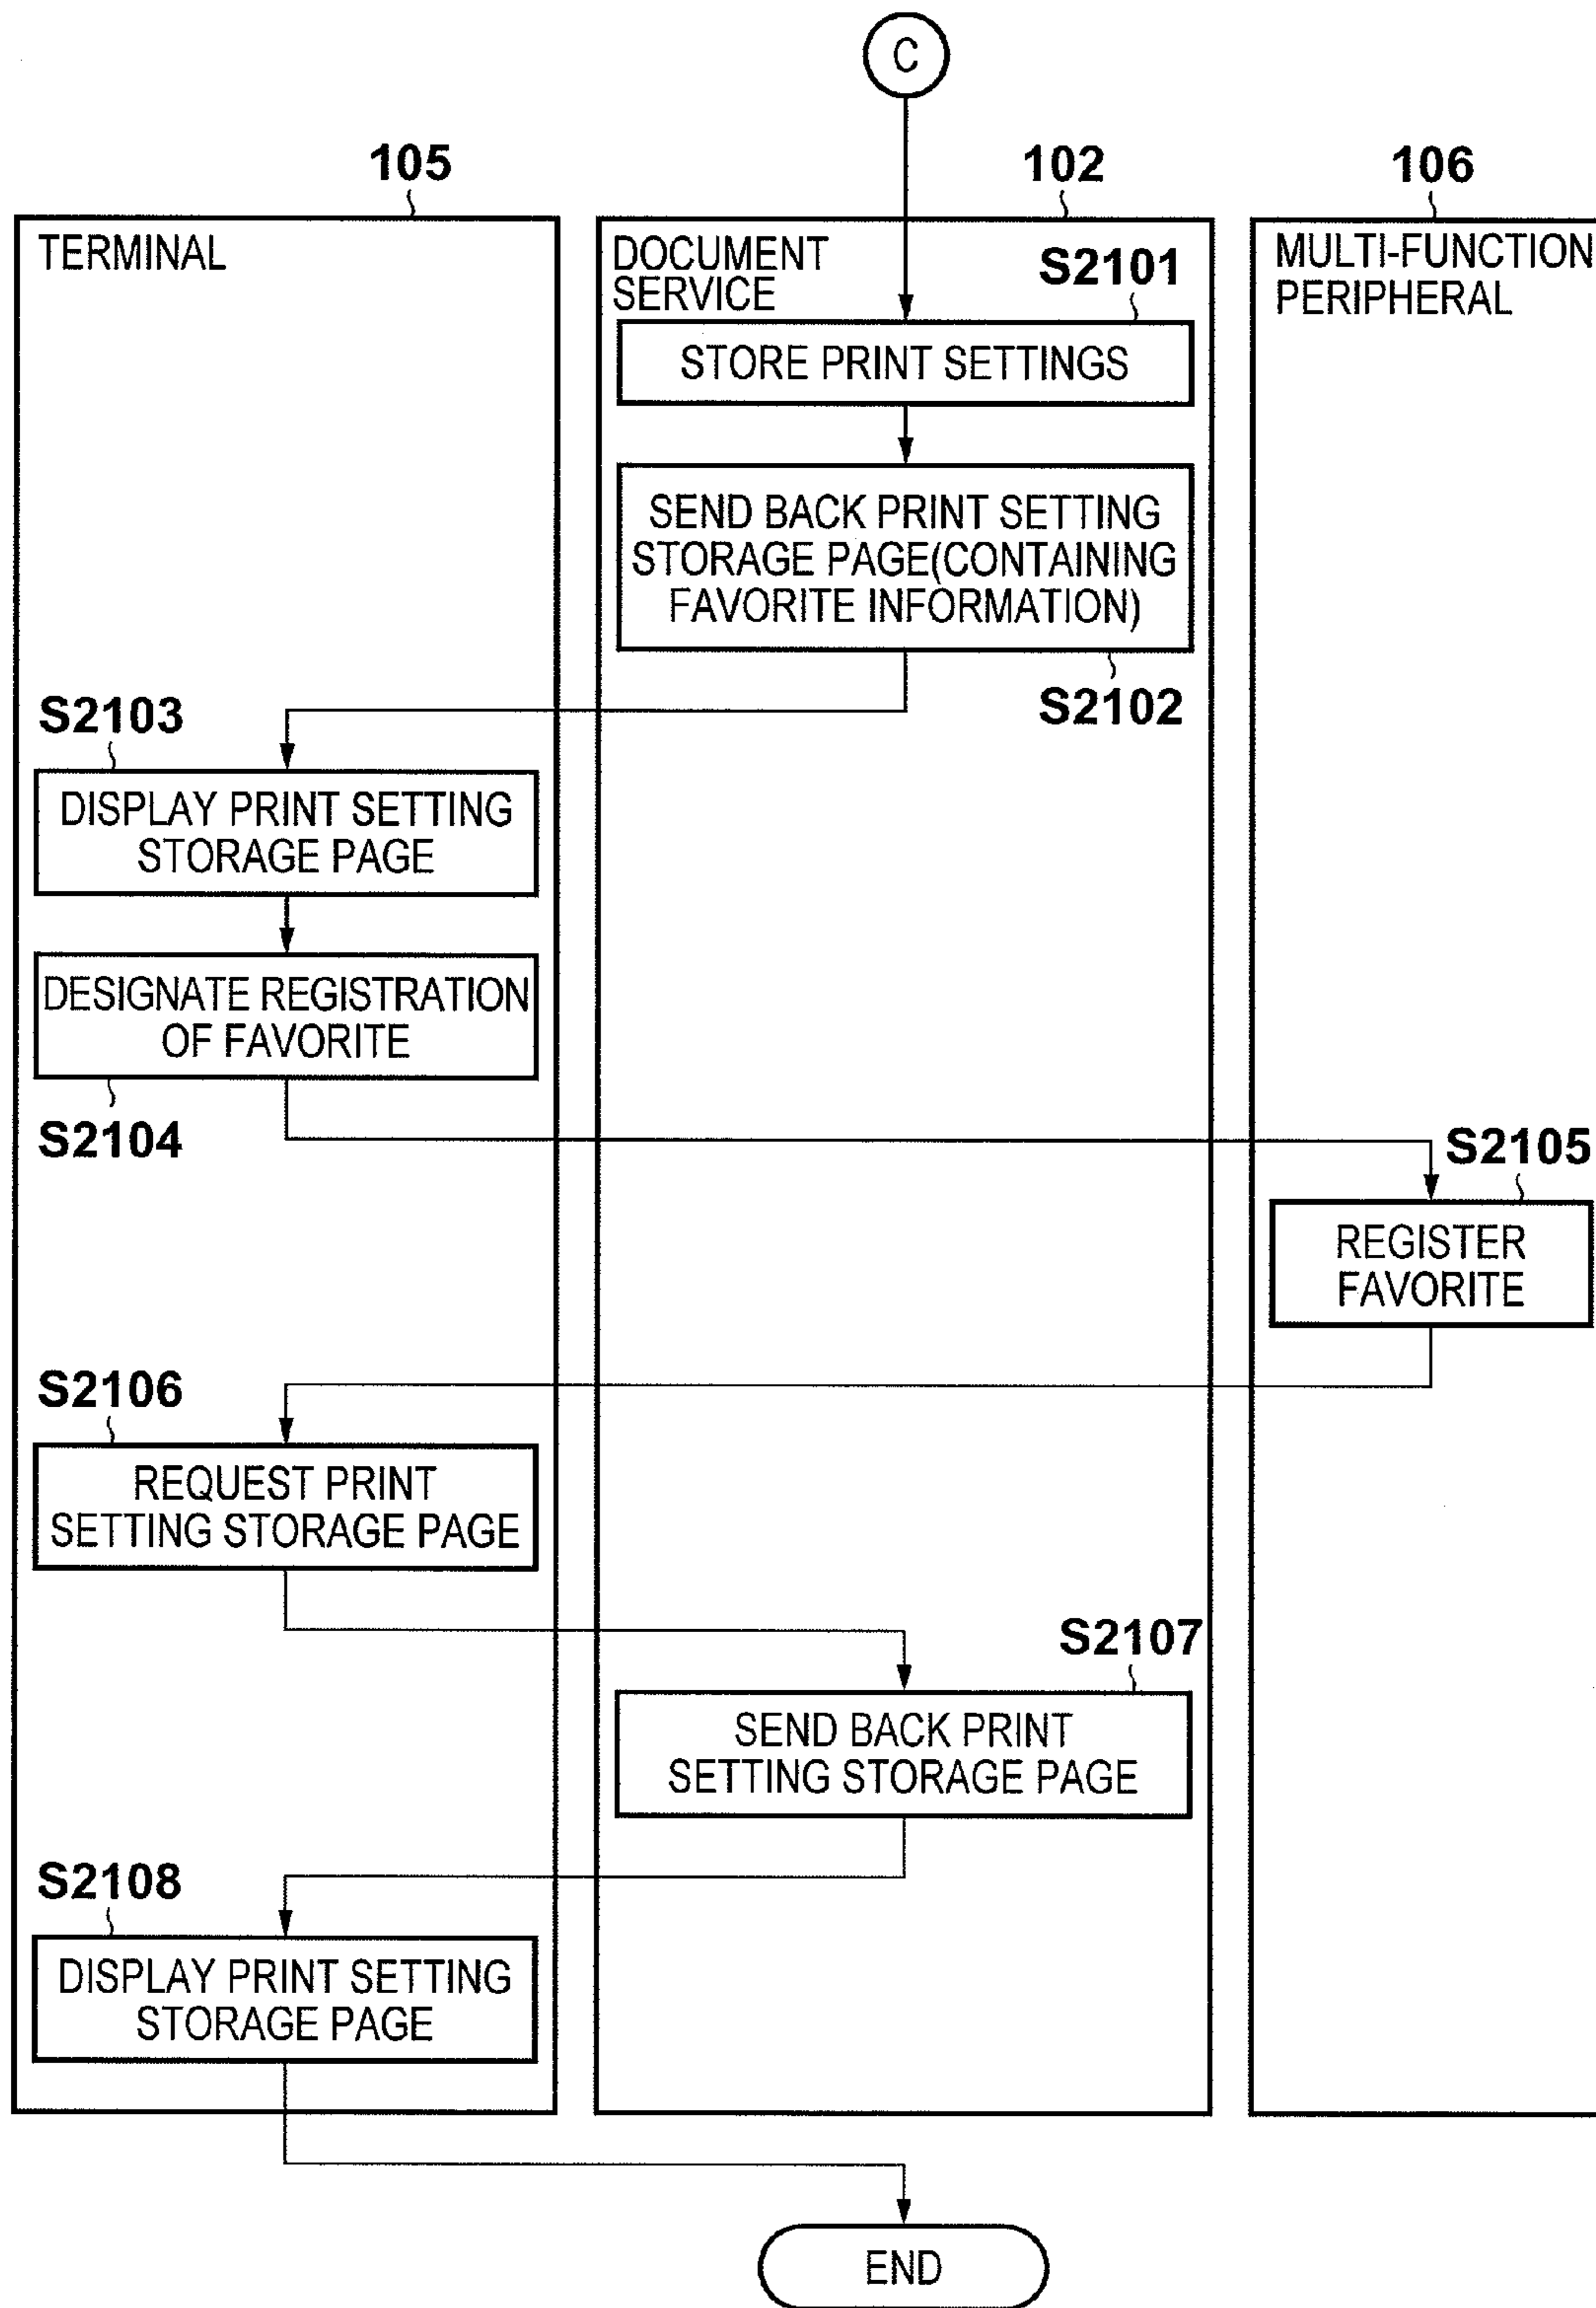 C
105
102
106
TERMINAL
DOCUMENT
SERVICE
MULTI-FUNCTION
PERIPHERAL
S2101
STORE PRINT SETTINGS
SEND BACK PRINT SETTING
STORAGE PAGE(CONTAINING
FAVORITE INFORMATION)
S2102
S2103
DISPLAY PRINT SETTING
STORAGE PAGE
DESIGNATE REGISTRATION
OF FAVORITE
S2104
S2105
REGISTER
FAVORITE
S2106
REQUEST PRINT
SETTING STORAGE PAGE
S2107
SEND BACK PRINT
SETTING STORAGE PAGE
S2108
DISPLAY PRINT SETTING
STORAGE PAGE
END